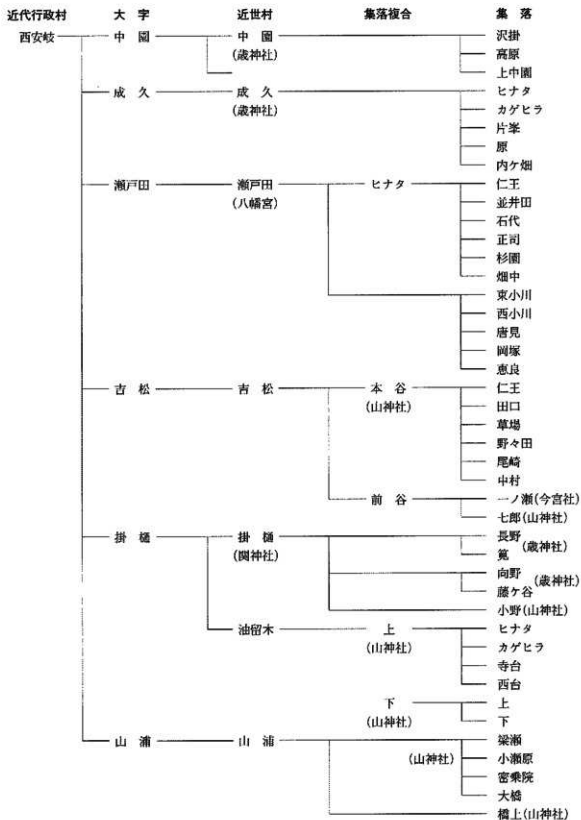 近代行政村 大字 近世村 集落複合 集落
西安岐 中園 中園 沢掛
(歳神社) 高原
上中園
成久 成久 ヒナタ
(歳神社) カゲヒラ
片峯
原
内ケ畑
瀬戸田 瀬戸田 ヒナタ 仁王
(八幡宮) 並井田
石代
正司
杉園
畑中
東小川
西小川
唐見
岡塚
恵良
吉松 吉松 本谷 仁王
(山神社) 田口
草場
野々田
尾崎
中村
前谷 一ノ瀬(今宮社)
七郎(山神社)
掛樋 掛樋 長野
(関神社) (歳神社)
筧
向野
(歳神社)
藤ケ谷
小野(山神社)
油留木 上 ヒナタ
(山神社) カゲヒラ
寺台
西台
下 上
(山神社) 下
山浦 山浦 梁瀬
(山神社) 小瀬原
密乗院
大橋
橋上(山神社)